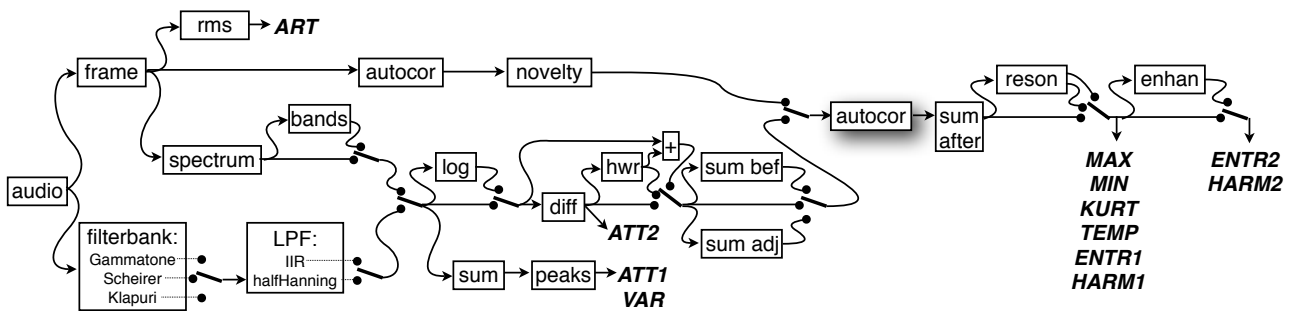 rms
ART
frame
autocor
novelty
reson
enhan
bands
autocor
sum
after
spectrum
log
+
hwr
sum bef
MAX
MIN
KURT
TEMP
ENTR1
HARM1
ENTR2
HARM2
audio
diff
ATT2
sum adj
filterbank:
Gammatone
Scheirer
Klapuri
LPF:
IIR
halfHanning
sum
peaks
ATT1
VAR